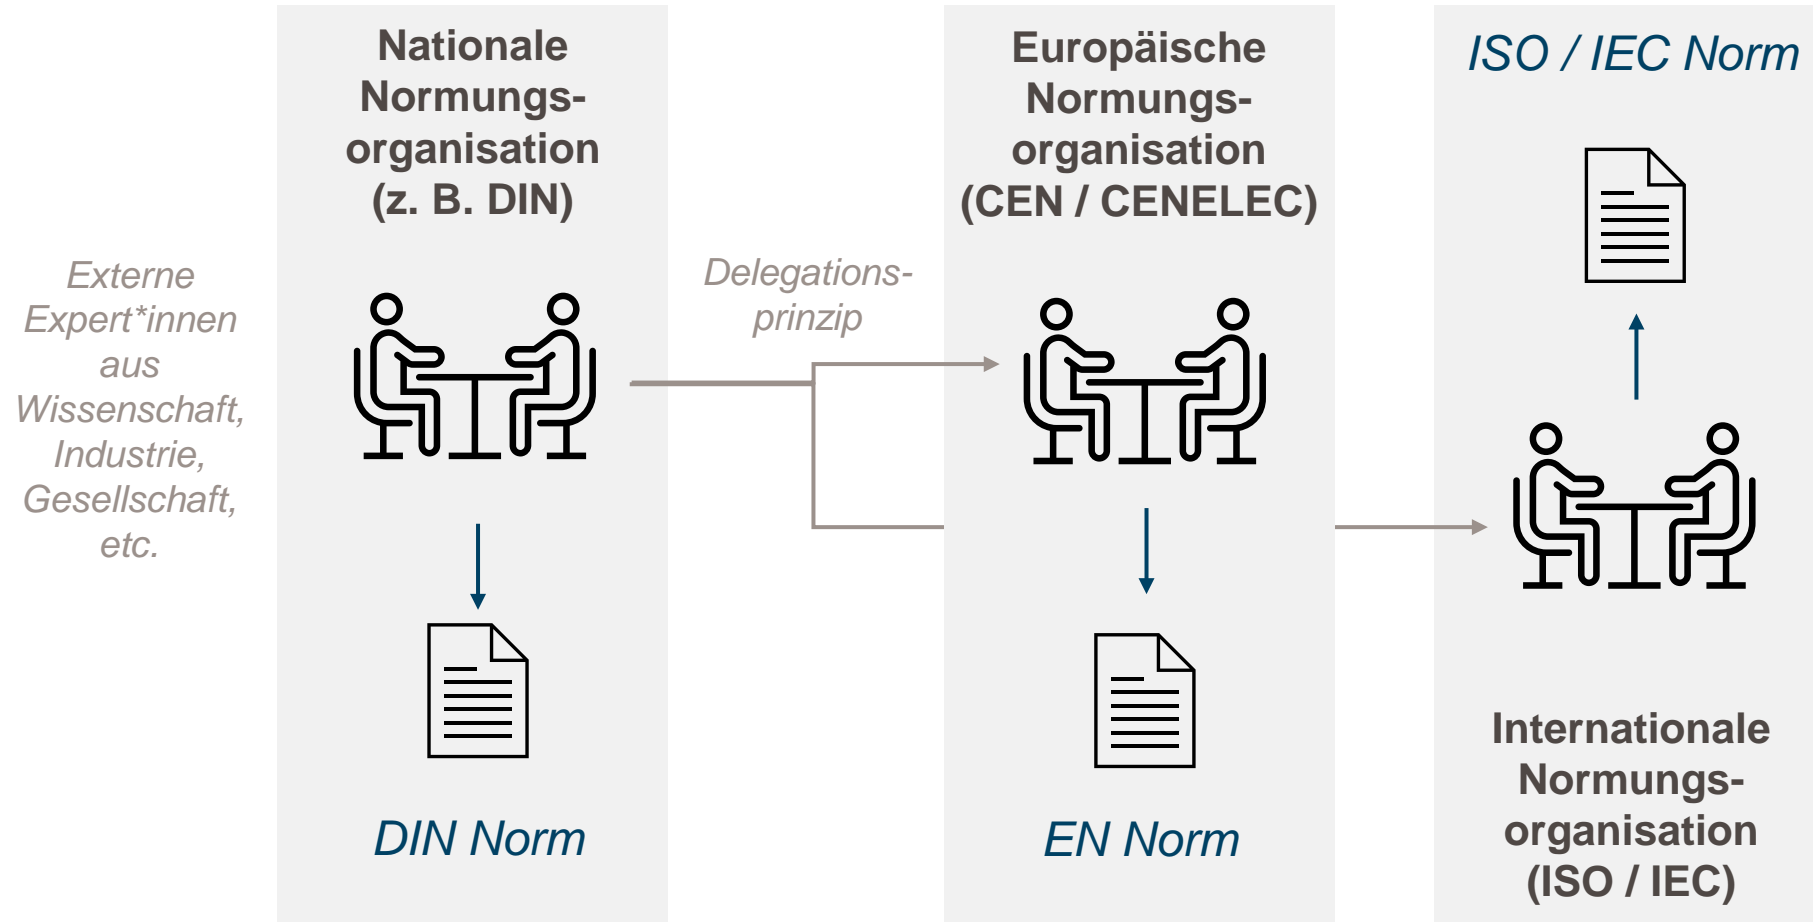 Externe
Expert*innen
aus
Wissenschaft,
Industrie,
Gesellschaft,
etc.
Nationale
Normungs-
organisation
(z. B. DIN)
DIN Norm
Delegations-
prinzip
Europäische
Normungs-
organisation
(CEN / CENELEC)
EN Norm
ISO / IEC Norm
Internationale
Normungs-
organisation
(ISO / IEC)